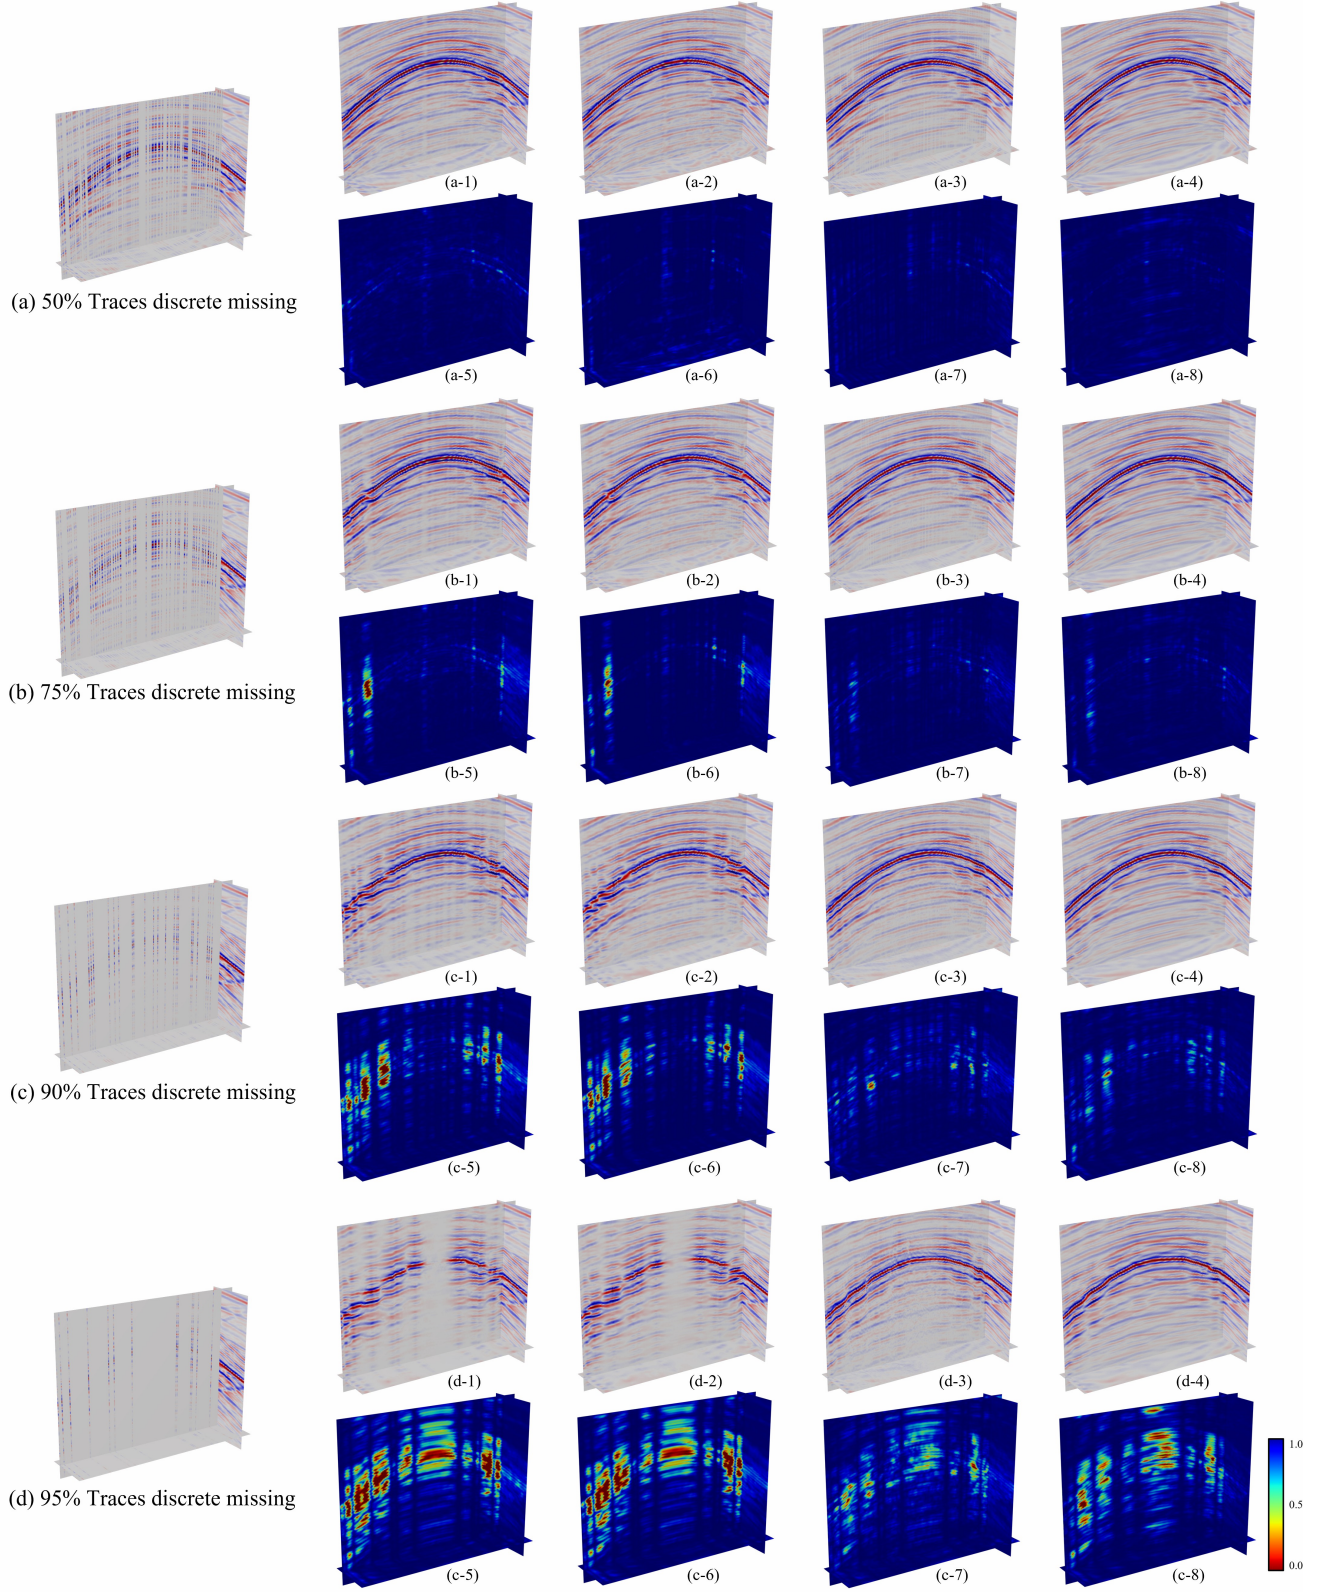 (a-1) (a-2) (a-3) (a-4)
(a) 50% Traces discrete missing
(a-5) (a-6) (a-7) (a-8)
(b-1) (b-2) (b-3) (b-4)
(b) 75% Traces discrete missing
(b-5) (b-6) (b-7) (b-8)
(c-1) (c-2) (c-3) (c-4)
(c) 90% Traces discrete missing
(c-5) (c-6) (c-7) (c-8)
(d-1) (d-2) (d-3) (d-4)
(d) 95% Traces discrete missing
(c-5) (c-6) (c-7) (c-8)
1.0
0.5
0.0